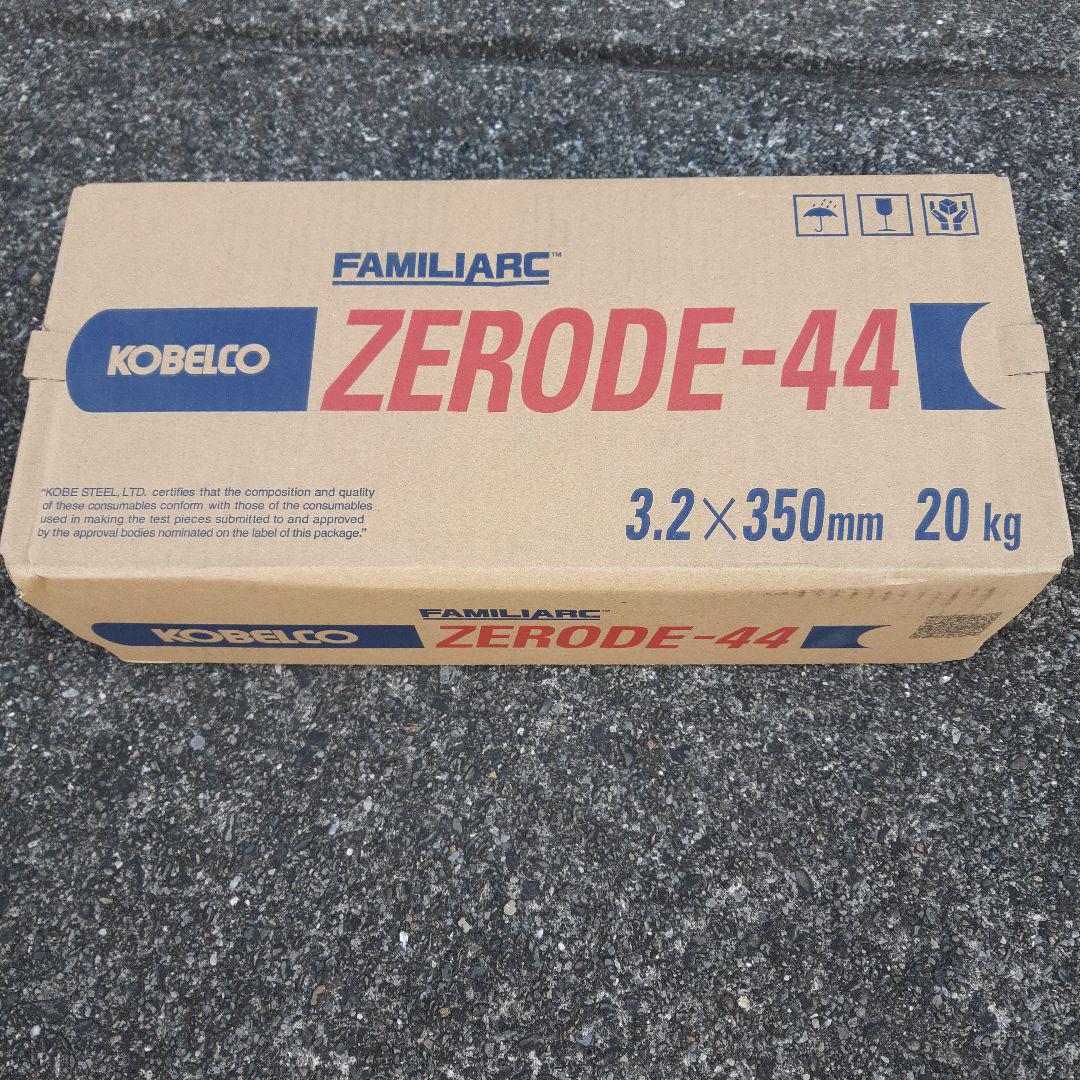 FAMILIARC™
KOBELCO ZERODE-44
"KOBE STEEL, LTD. certifies that the composition and quality
of these consumables conform with those of the consumables
used in making the test pieces submitted to and approved
by the approval bodies nominated on the label of this package."
3.2×350mm 20 kg
FAMILIARC™
KOBELCO ZERODE-44